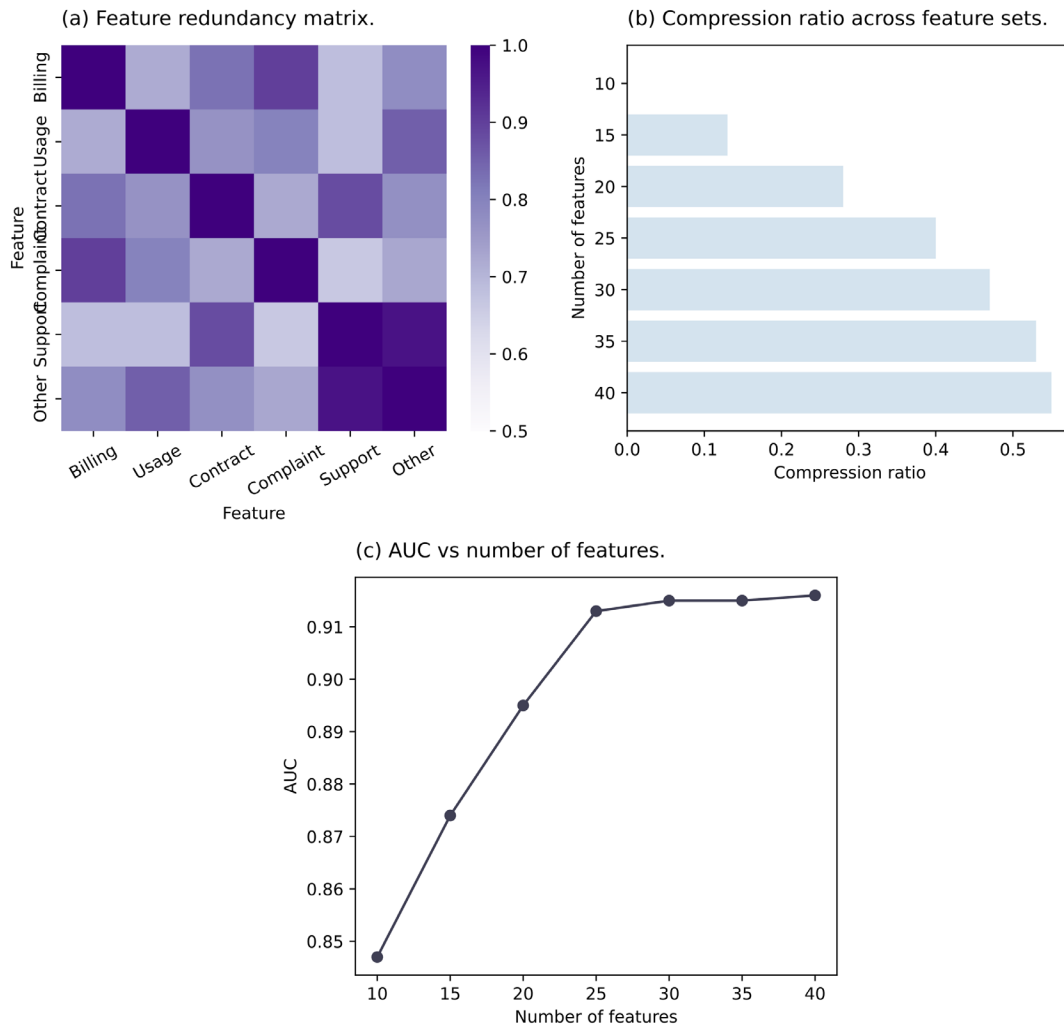 (a) Feature redundancy matrix.
Feature
Billing
Usage
Contract
Complaint
Support
Other
Billing
Usage
Contract
Complaint
Support
Other
Feature
1.0
0.9
0.8
0.7
0.6
0.5
(b) Compression ratio across feature sets.
Number of features
10
15
20
25
30
35
40
0.0
0.1
0.2
0.3
0.4
0.5
Compression ratio
(c) AUC vs number of features.
AUC
0.91
0.90
0.89
0.88
0.87
0.86
0.85
10
15
20
25
30
35
40
Number of features